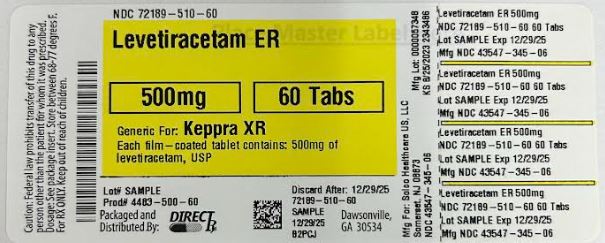 NDC 72189-510-60
Place Master Label
Levetiracetam ER
500mg
60 Tabs
Generic For: Keppra XR
Each film-coated tablet contains: 500mg of
levetiracetam, USP
Lot# SAMPLE
Prod# 4483-500-60
Packaged and
Distributed By:
DIRECT Rx
Discard After: 12/29/25
72189-510-60
SAMPLE
12/29/25
82PCJ
Dawsonville,
GA 30534
Caution: Federal law prohibits transfer of this drug to any
person other than the patient for whom it was prescribed.
Dosage: See package insert. Store between 68-77 degrees F.
For RX ONLY. Keep out of reach of children.
Mfg Lot: 0000057348
KS 8/25/2023 2343486
Mfg For: Solco Healthcare US, LLC
Somerset, NJ 08873
NDC 43547-345-06
Levetiracetam ER 500mg
NDC 72189-510-60 60 Tabs
Lot SAMPLE Exp 12/29/25
Mfg NDC 43547-345-06
Levetiracetam ER 500mg
NDC 72189-510-60 60 Tabs
Lot SAMPLE Exp 12/29/25
Mfg NDC 43547-345-06
Levetiracetam ER 500mg
NDC 72189-510-60 60 Tabs
Lot SAMPLE Exp 12/29/25
Mfg NDC 43547-345-06
Levetiracetam ER 500mg
NDC 72189-510-60 60 Tabs
Lot SAMPLE Exp 12/29/25
Mfg NDC 43547-345-06